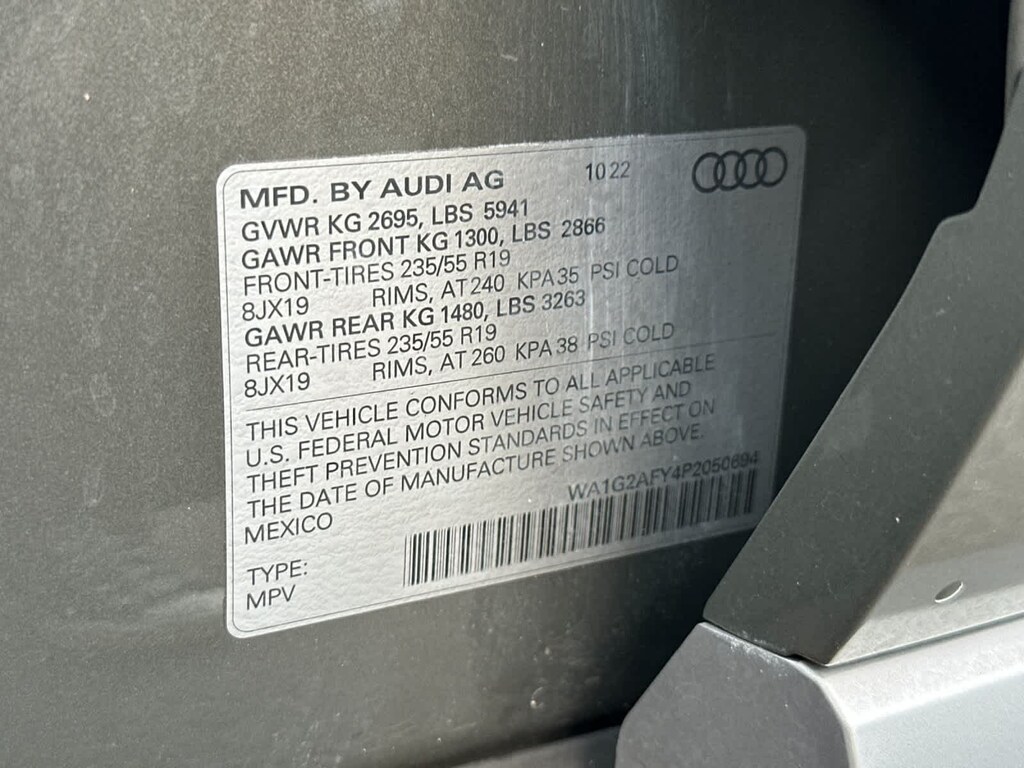 MFD. BY AUDI AG 1022
GVWR KG 2695, LBS 5941
GAWR FRONT KG 1300, LBS 2866
FRONT-TIRES 235/55 R19
8JX19 RIMS, AT 240 KPA 35 PSI COLD
GAWR REAR KG 1480, LBS 3263
REAR-TIRES 235/55 R19
8JX19 RIMS, AT 260 KPA 38 PSI COLD
THIS VEHICLE CONFORMS TO ALL APPLICABLE
U.S. FEDERAL MOTOR VEHICLE SAFETY AND
THEFT PREVENTION STANDARDS IN EFFECT ON
THE DATE OF MANUFACTURE SHOWN ABOVE.
MEXICO WA1G2AFY4P2050694
TYPE:
MPV